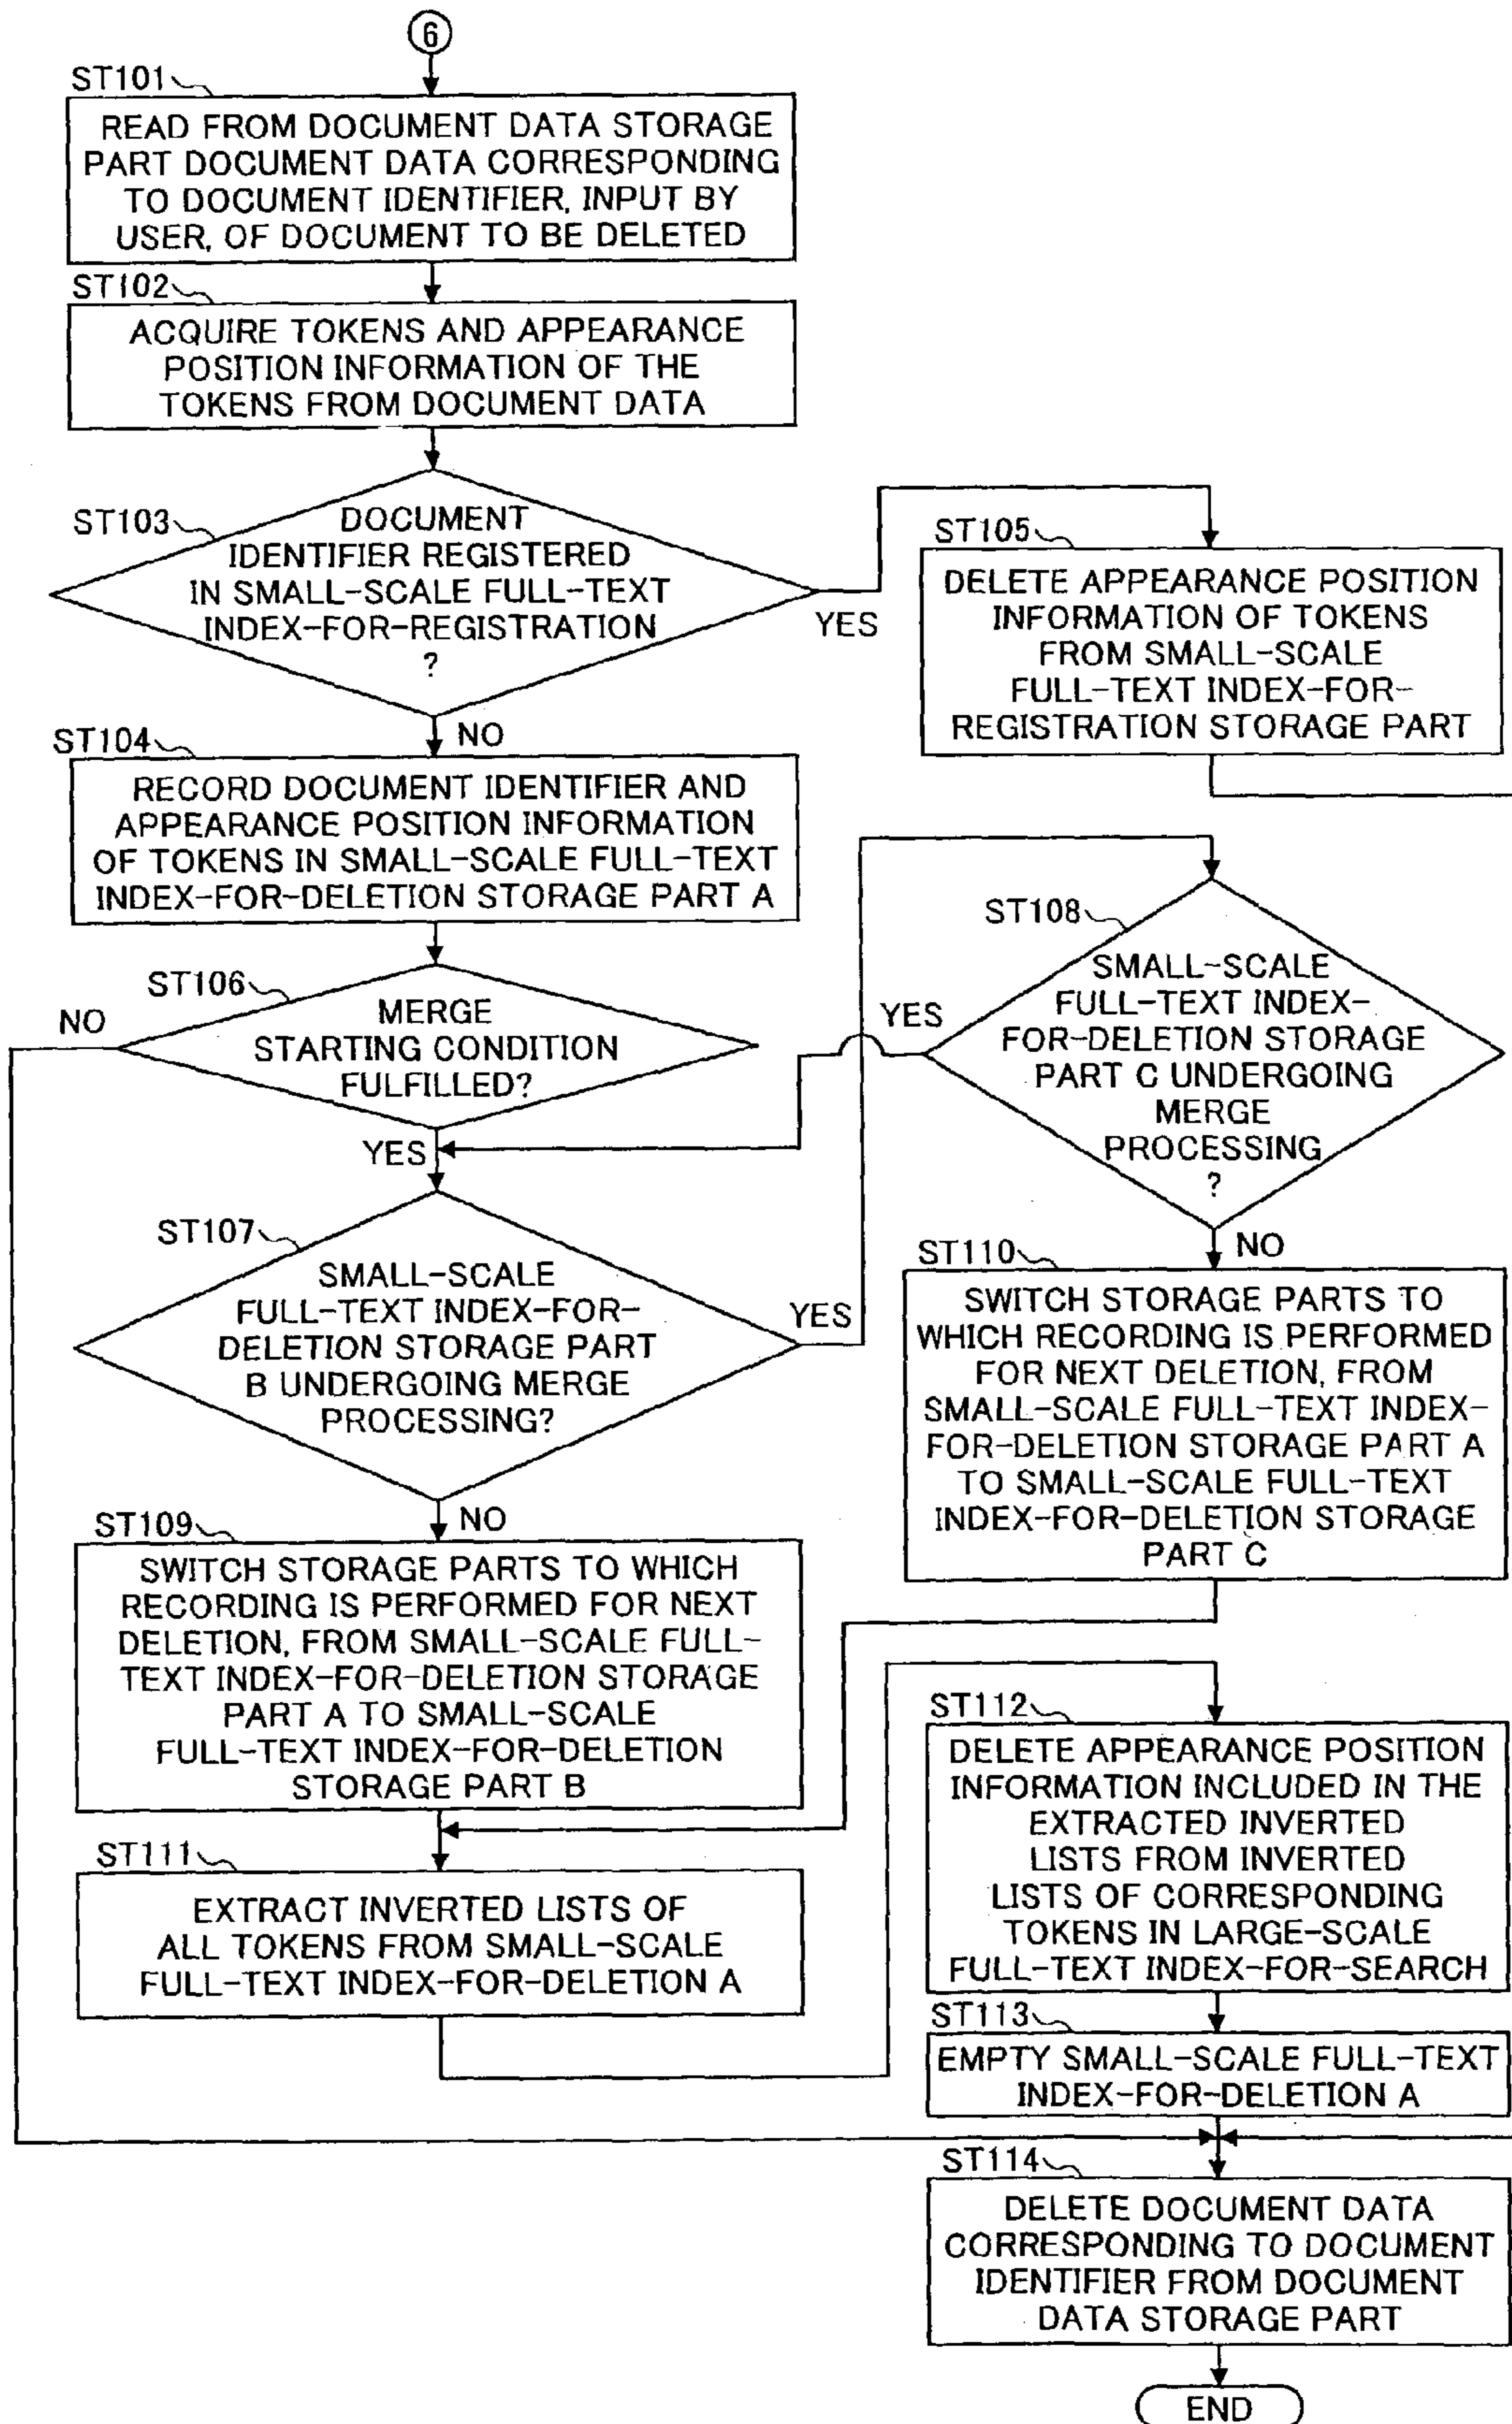 6
ST101
READ FROM DOCUMENT DATA STORAGE
PART DOCUMENT DATA CORRESPONDING
TO DOCUMENT IDENTIFIER, INPUT BY
USER, OF DOCUMENT TO BE DELETED
ST102
ACQUIRE TOKENS AND APPEARANCE
POSITION INFORMATION OF THE
TOKENS FROM DOCUMENT DATA
ST103
DOCUMENT
IDENTIFIER REGISTERED
IN SMALL-SCALE FULL-TEXT
INDEX-FOR-REGISTRATION
?
YES
NO
ST105
DELETE APPEARANCE POSITION
INFORMATION OF TOKENS
FROM SMALL-SCALE
FULL-TEXT INDEX-FOR-
REGISTRATION STORAGE PART
ST104
RECORD DOCUMENT IDENTIFIER AND
APPEARANCE POSITION INFORMATION
OF TOKENS IN SMALL-SCALE FULL-TEXT
INDEX-FOR-DELETION STORAGE PART A
ST106
MERGE
STARTING CONDITION
FULFILLED?
NO
YES
ST108
SMALL-SCALE
FULL-TEXT INDEX-
FOR-DELETION STORAGE
PART C UNDERGOING
MERGE
PROCESSING
?
YES
NO
ST107
SMALL-SCALE
FULL-TEXT INDEX-FOR-
DELETION STORAGE PART
B UNDERGOING MERGE
PROCESSING?
YES
NO
ST110
SWITCH STORAGE PARTS TO
WHICH RECORDING IS PERFORMED
FOR NEXT DELETION, FROM
SMALL-SCALE FULL-TEXT INDEX-
FOR-DELETION STORAGE PART A
TO SMALL-SCALE FULL-TEXT
INDEX-FOR-DELETION STORAGE
PART C
ST109
SWITCH STORAGE PARTS TO WHICH
RECORDING IS PERFORMED FOR NEXT
DELETION, FROM SMALL-SCALE FULL-
TEXT INDEX-FOR-DELETION STORAGE
PART A TO SMALL-SCALE
FULL-TEXT INDEX-FOR-DELETION
STORAGE PART B
ST111
EXTRACT INVERTED LISTS OF
ALL TOKENS FROM SMALL-SCALE
FULL-TEXT INDEX-FOR-DELETION A
ST112
DELETE APPEARANCE POSITION
INFORMATION INCLUDED IN THE
EXTRACTED INVERTED
LISTS FROM INVERTED
LISTS OF CORRESPONDING
TOKENS IN LARGE-SCALE
FULL-TEXT INDEX-FOR-SEARCH
ST113
EMPTY SMALL-SCALE FULL-TEXT
INDEX-FOR-DELETION A
ST114
DELETE DOCUMENT DATA
CORRESPONDING TO DOCUMENT
IDENTIFIER FROM DOCUMENT
DATA STORAGE PART
END